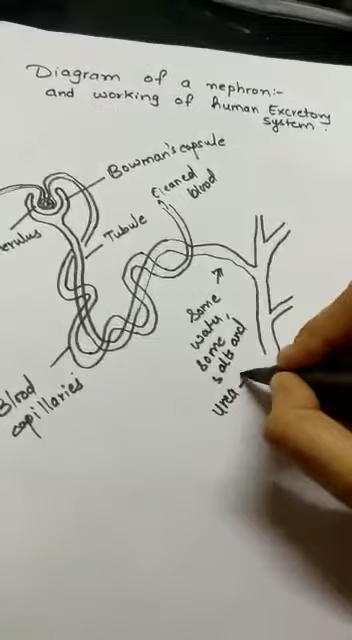 Diagram of a nephron:-
and working of human Excretory
system.
Bowman's capsule
Cleaned
blood
erulus
Tubule
Some
water,
some
salts and
urea
Blood
capillaries